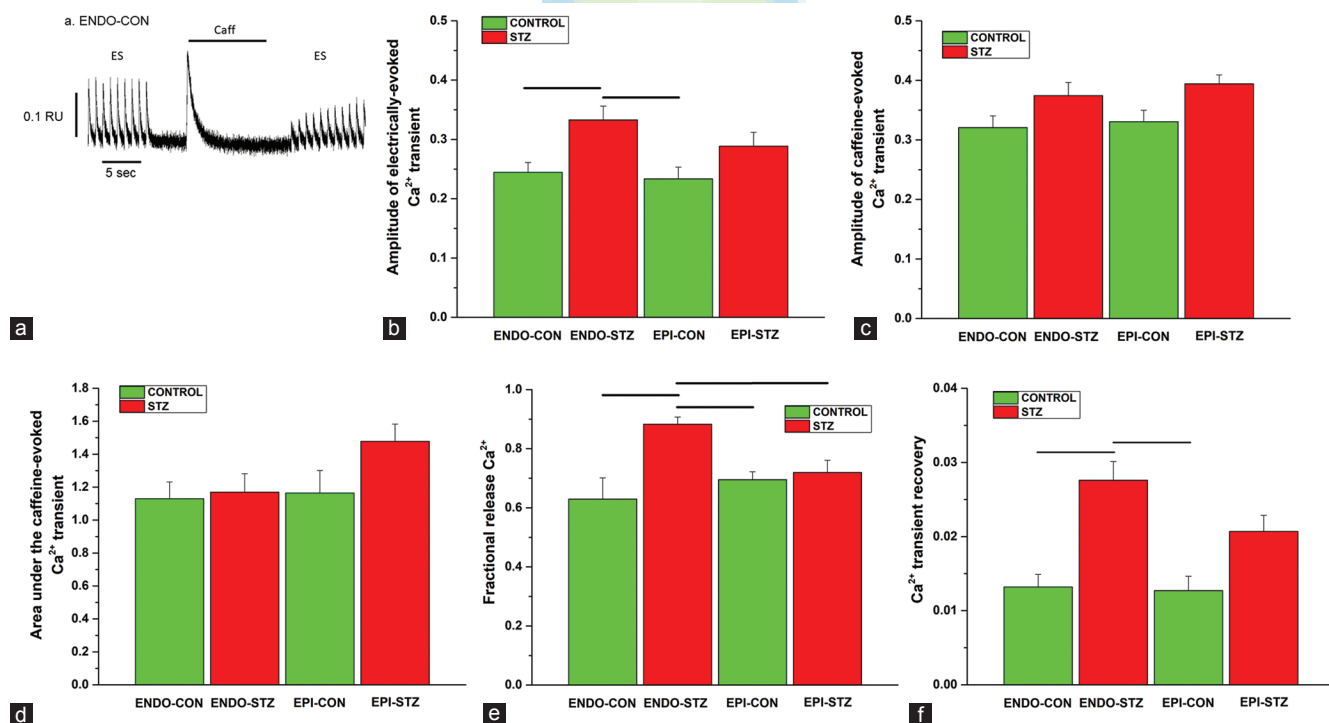 a. ENDO-CON
Caff
ES
ES
0.1 RU
5 sec
a
CONTROL
STZ
Amplitude of electrically-evoked
Ca²⁺ transient
0.5
0.4
0.3
0.2
0.1
0.0
ENDO-CON ENDO-STZ EPI-CON EPI-STZ
b
CONTROL
STZ
Amplitude of caffeine-evoked
Ca²⁺ transient
0.5
0.4
0.3
0.2
0.1
0.0
ENDO-CON ENDO-STZ EPI-CON EPI-STZ
c
CONTROL
STZ
Area under the caffeine-evoked
Ca²⁺ transient
1.8
1.6
1.4
1.2
1.0
0.8
0.6
0.4
0.2
0.0
ENDO-CON ENDO-STZ EPI-CON EPI-STZ
d
CONTROL
STZ
Fractional release Ca²⁺
1.0
0.8
0.6
0.4
0.2
0.0
ENDO-CON ENDO-STZ EPI-CON EPI-STZ
e
CONTROL
STZ
Ca²⁺ transient recovery
0.04
0.03
0.02
0.01
0.00
ENDO-CON ENDO-STZ EPI-CON EPI-STZ
f